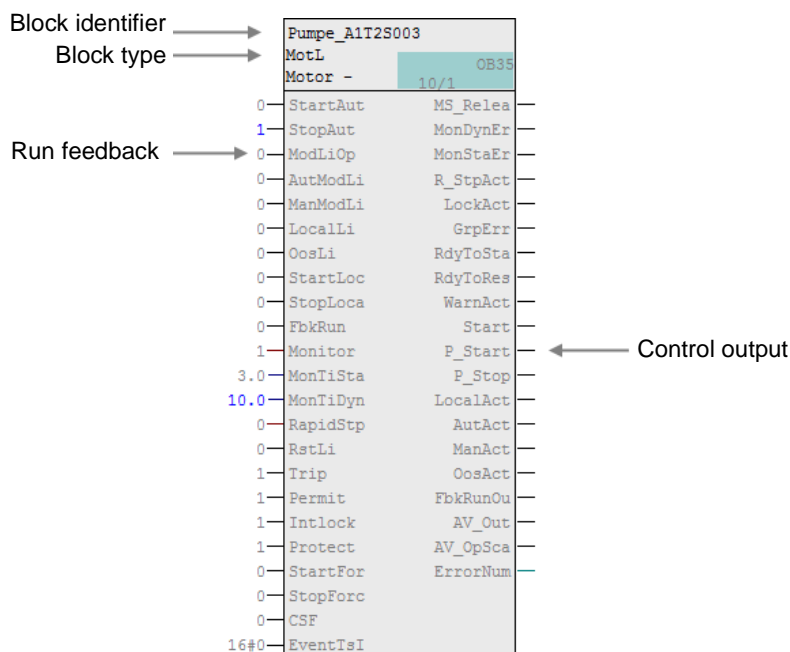 Block identifier
Block type
Run feedback
Control output
Pumpe_A1T2S003
MotL
Motor -
OB35
10/1
0 StartAut MS_Relea
1 StopAut MonDynEr
0 ModLiOp MonStaEr
0 AutModLi R_StpAct
0 ManModLi LockAct
0 LocalLi GrpErr
0 OosLi RdyToSta
0 StartLoc RdyToRes
0 StopLoca WarnAct
0 FbkRun Start
1 Monitor P_Start
3.0 MonTiSta P_Stop
10.0 MonTiDyn LocalAct
0 RapidStp AutAct
0 RstLi ManAct
1 Trip OosAct
1 Permit FbkRunOu
1 Intlock AV_Out
1 Protect AV_OpSca
0 StartFor ErrorNum
0 StopForc
0 CSF
16#0 EventTsI